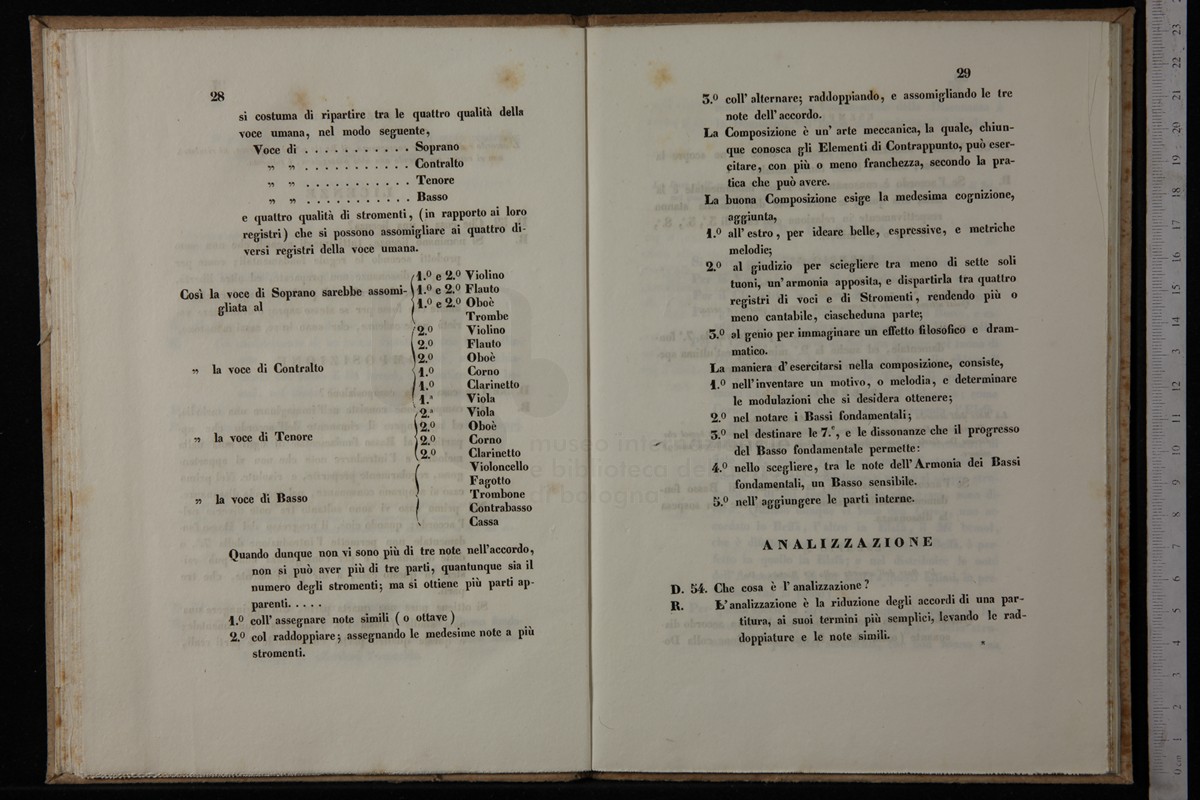 28
si costuma di ripartire tra le quattro qualità della
voce umana, nel modo seguente,
Voce di . . . . . . . . . . . Soprano
„ „ . . . . . . . . . . . Contralto
„ „ . . . . . . . . . . . Tenore
„ „ . . . . . . . . . . . Basso
e quattro qualità di stromenti, (in rapporto ai loro
registri) che si possono assomigliare ai quattro di-
versi registri della voce umana.
Così la voce di Soprano sarebbe assomi-
gliata al
1.º e 2.º Violino
1.º e 2.º Flauto
1.º e 2.º Oboè
Trombe
„ la voce di Contralto
2.º Violino
2.º Flauto
2.º Oboè
1.º Corno
1.º Clarinetto
1.ª Viola
„ la voce di Tenore
2.ª Viola
2.º Oboè
2.º Corno
2.º Clarinetto
„ la voce di Basso
Violoncello
Fagotto
Trombone
Contrabasso
Cassa
Quando dunque non vi sono più di tre note nell'accordo,
non si può aver più di tre parti, quantunque sia il
numero degli stromenti; ma si ottiene più parti ap-
parenti. . . . .
1.º coll' assegnare note simili ( o ottave )
2.º col raddoppiare; assegnando le medesime note a più
stromenti.
29
3.º coll' alternare; raddoppiando, e assomigliando le tre
note dell' accordo.
La Composizione è un' arte meccanica, la quale, chiun-
que conosca gli Elementi di Contrappunto, può eser-
citare, con più o meno franchezza, secondo la pra-
tica che può avere.
La buona Composizione esige la medesima cognizione,
aggiunta,
1.º all' estro, per ideare belle, espressive, e metriche
melodie;
2.º al giudizio per sciegliere tra meno di sette soli
tuoni, un' armonia apposita, e dispartirla tra quattro
registri di voci e di Stromenti, rendendo più o
meno cantabile, ciascheduna parte;
3.º al genio per immaginare un effetto filosofico e dram-
matico.
La maniera d' esercitarsi nella composizione, consiste,
1.º nell' inventare un motivo, o melodia, e determinare
le modulazioni che si desidera ottenere;
2.º nel notare i Bassi fondamentali;
3.º nel destinare le 7.e, e le dissonanze che il progresso
del Basso fondamentale permette:
4.º nello scegliere, tra le note dell' Armonia dei Bassi
fondamentali, un Basso sensibile.
5.º nell' aggiungere le parti interne.
ANALIZZAZIONE
D. 54. Che cosa è l' analizzazione?
R. L' analizzazione è la riduzione degli accordi di una par-
titura, ai suoi termini più semplici, levando le rad-
doppiature e le note simili.
museo inte
e biblioteca de
di bologna